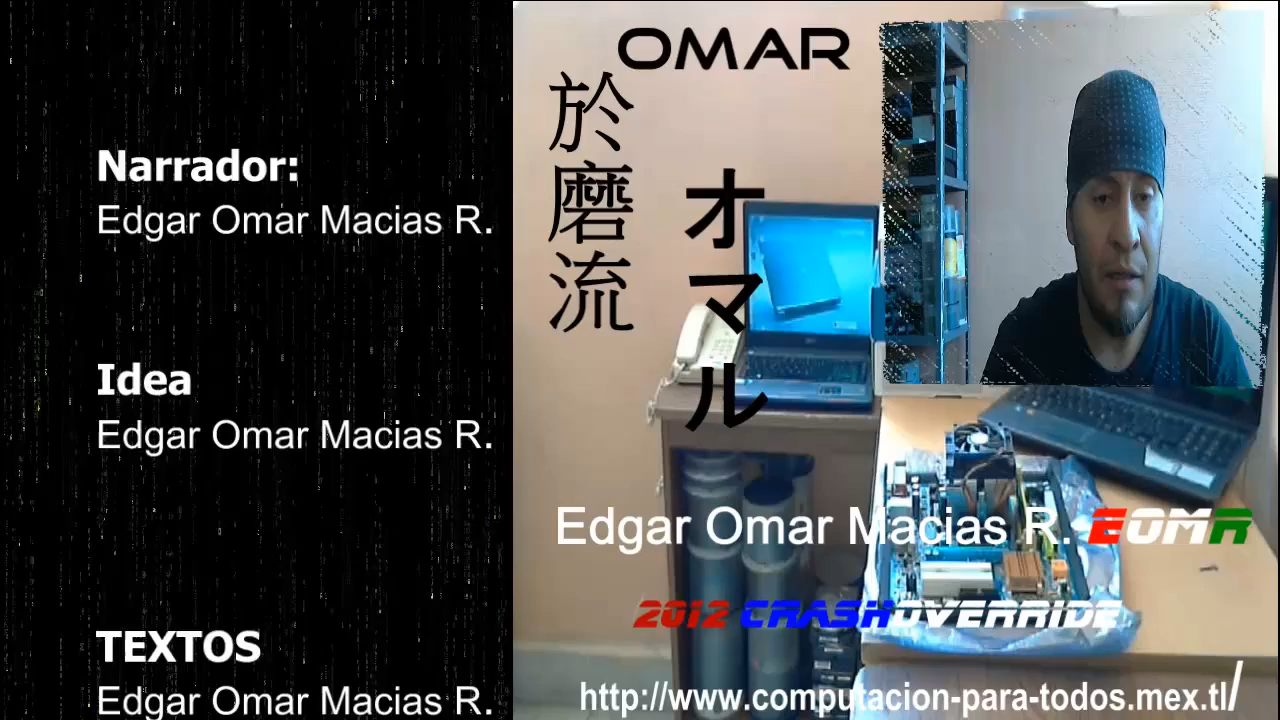 Narrador:
Edgar Omar Macias R.
Idea
Edgar Omar Macias R.
TEXTOS
Edgar Omar Macias R.
OMAR
於磨流
オマル
Edgar Omar Macias R. EOMR
2012 CRASHOVERRIDE
http://www.computacion-para-todos.mex.tl/